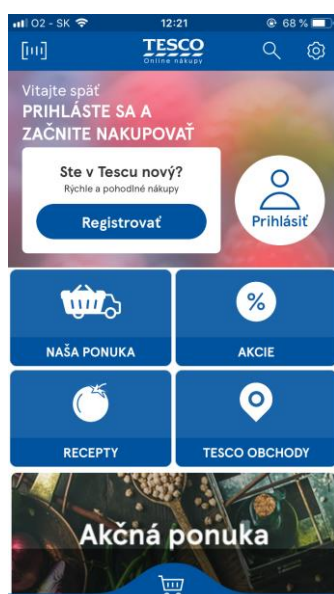 O2 - SK
12:21
68 %
TESCO
Online nákupy
Vitajte späť
PRIHLÁSTE SA A
ZAČNITE NAKUPOVAŤ
Ste v Tescu nový?
Rýchle a pohodlné nákupy
Registrovať
Prihlásiť
NAŠA PONUKA
AKCIE
RECEPTY
TESCO OBCHODY
Akčná ponuka